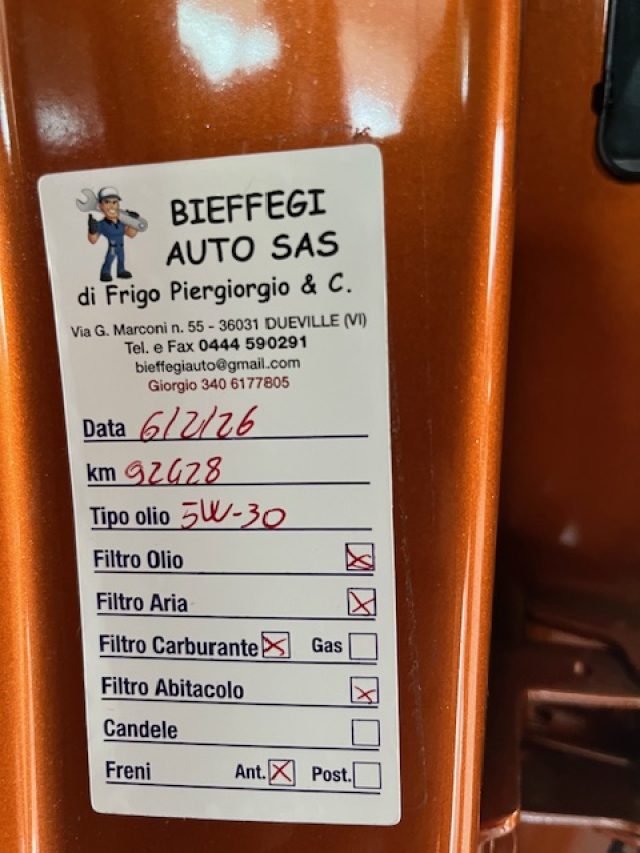 BIEFFEGI
AUTO SAS
di Frigo Piergiorgio & C.
Via G. Marconi n. 55 - 36031 DUEVILLE (VI)
Tel. e Fax 0444 590291
bieffegiauto@gmail.com
Giorgio 340 6177805
Data 6/2/26
km 92428
Tipo olio 5W-30
Filtro Olio
Filtro Aria
Filtro Carburante Gas
Filtro Abitacolo
Candele
Freni Ant. Post.